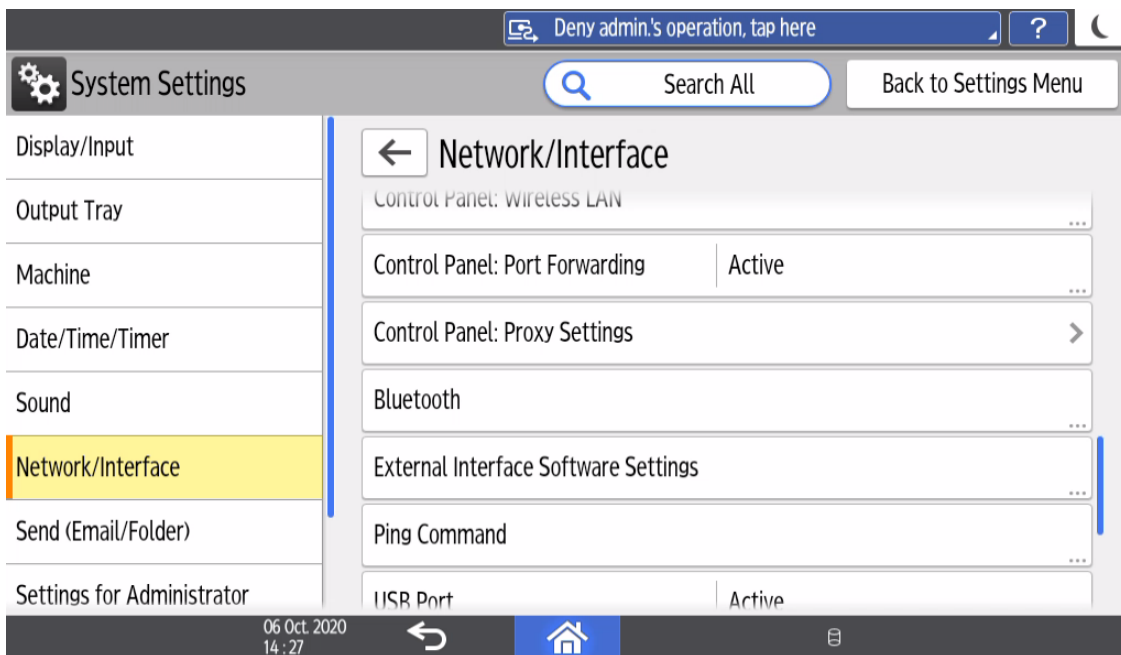 Deny admin.'s operation, tap here
?
System Settings
Search All
Back to Settings Menu
Display/Input
Output Tray
Machine
Date/Time/Timer
Sound
Network/Interface
Send (Email/Folder)
Settings for Administrator
Network/Interface
Control Panel: Wireless LAN
...
Control Panel: Port Forwarding Active
...
Control Panel: Proxy Settings
Bluetooth
...
External Interface Software Settings
...
Ping Command
...
USB Port Active
06 Oct. 2020
14 : 27